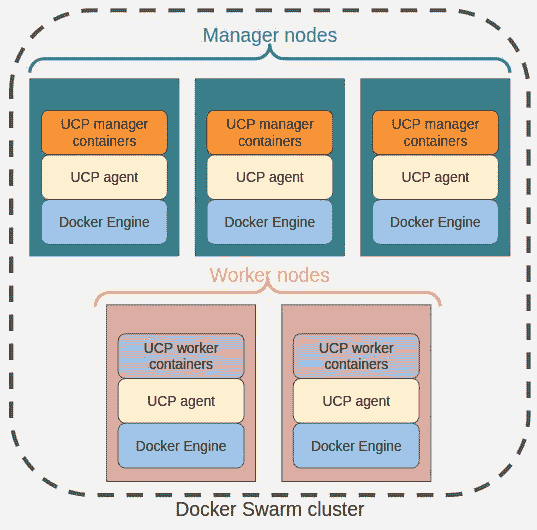 Manager nodes
UCP manager
containers
UCP agent
Docker Engine
UCP manager
containers
UCP agent
Docker Engine
UCP manager
containers
UCP agent
Docker Engine
Worker nodes
UCP worker
containers
UCP agent
Docker Engine
UCP worker
containers
UCP agent
Docker Engine
Docker Swarm cluster